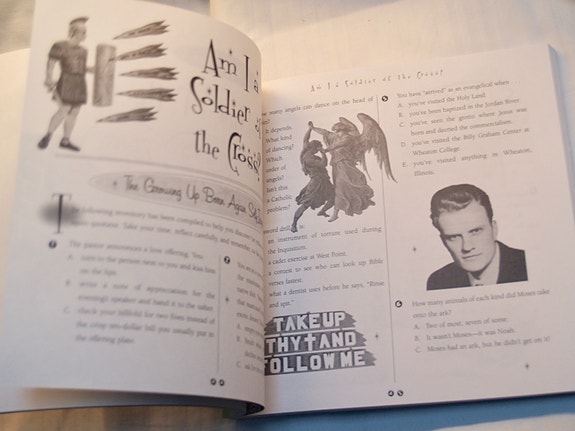 Am I a
Soldier of
the Cross?
The Growing Up Born Again
The following inventory has been compiled to help you discover
Take your time, reflect carefully, and remember
The pastor announces a love offering. You
A. turn to the person next to you and kiss him
on the lips.
B. write a note of appreciation for the
evening's speaker and hand it to the usher.
C. check your billfold for two fives instead of
the crisp ten-dollar bill you usually put in
the offering plate.
Am I a Soldier of the Cross?
many angels can dance on the head of
It depends.
What kind
of dancing?
Which
order of
angels?
Isn't this
a Catholic
problem?
sword drill is:
an instrument of torture used during
the Inquisition.
a cadet exercise at West Point.
a contest to see who can look up Bible
verses fastest.
what a dentist uses before he says, "Rinse
and spit."
TAKE UP
THY † AND
FOLLOW ME
You have "arrived" as an evangelical when
A. you've visited the Holy Land.
B. you've been baptized in the Jordan River.
C. you've seen the grotto where Jesus was
born and decried the commercialism.
D. you've visited the Billy Graham Center at
Wheaton College.
E. you've visited anything in Wheaton,
Illinois.
How many animals of each kind did Moses take
onto the ark?
A. Two of most; seven of some.
B. It wasn't Moses—it was Noah.
C. Moses had an ark, but he didn't get on it!